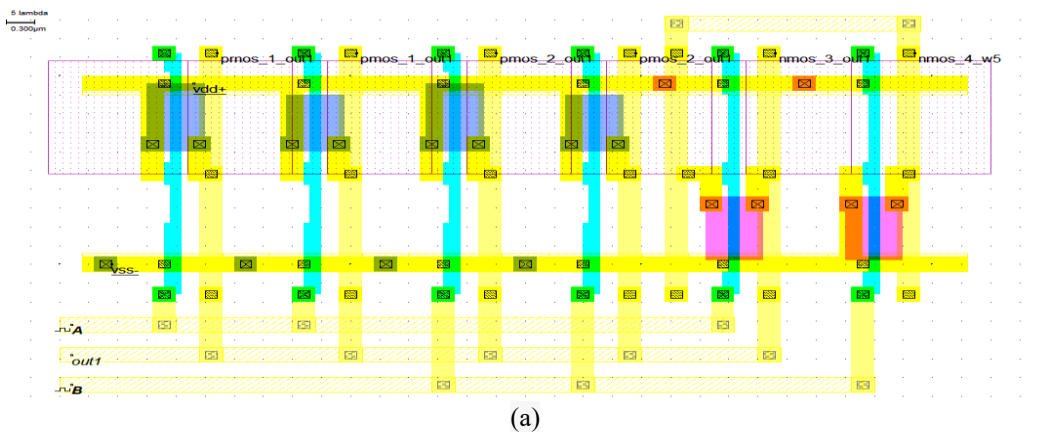 5 lambda
0.300µm
pmos_1_out1 pmos_1_out1 pmos_2_out1 pmos_2_out1 nmos_3_out1 nmos_4_w5
vdd+
vss-
A
out1
B
(a)